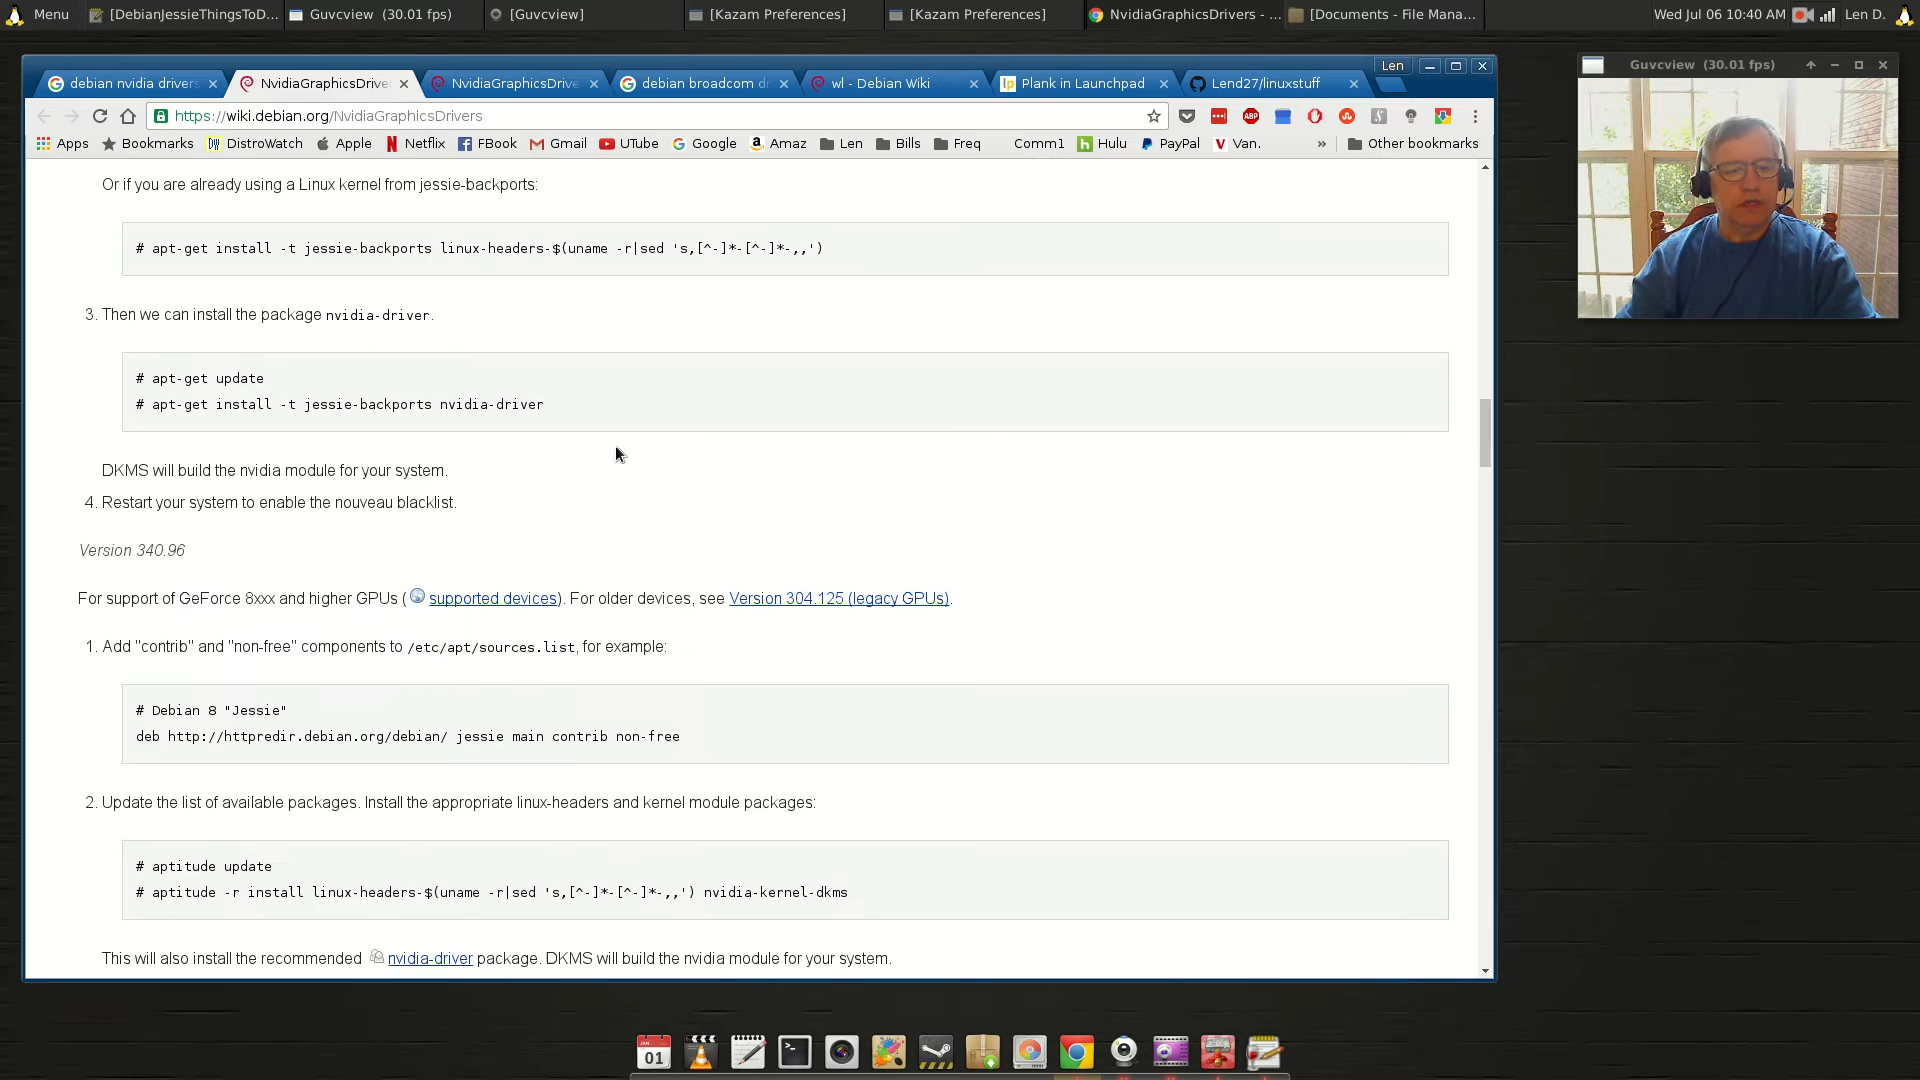 Menu
[DebianJessieThingsToD...
Guvcview (30.01 fps)
[Guvcview]
[Kazam Preferences]
[Kazam Preferences]
NvidiaGraphicsDrivers - ...
[Documents - File Mana...
Wed Jul 06 10:40 AM
Len D.
Len
debian nvidia drivers
NvidiaGraphicsDrive
NvidiaGraphicsDrive
debian broadcom d
wl - Debian Wiki
Plank in Launchpad
Lend27/linuxstuff
https://wiki.debian.org/NvidiaGraphicsDrivers
ABP
Apps
Bookmarks
DW
DistroWatch
Apple
Netflix
FBook
Gmail
UTube
Google
Amaz
Len
Bills
Freq
Comm1
Hulu
PayPal
Van.
»
Other bookmarks
Guvcview (30.01 fps)
Or if you are already using a Linux kernel from jessie-backports:
# apt-get install -t jessie-backports linux-headers-$(uname -r|sed 's,[^-]*-[^-]*-,,')
3. Then we can install the package nvidia-driver.
# apt-get update
# apt-get install -t jessie-backports nvidia-driver
DKMS will build the nvidia module for your system.
4. Restart your system to enable the nouveau blacklist.
Version 340.96
For support of GeForce 8xxx and higher GPUs ( supported devices). For older devices, see Version 304.125 (legacy GPUs).
1. Add "contrib" and "non-free" components to /etc/apt/sources.list, for example:
# Debian 8 "Jessie"
deb http://httpredir.debian.org/debian/ jessie main contrib non-free
2. Update the list of available packages. Install the appropriate linux-headers and kernel module packages:
# aptitude update
# aptitude -r install linux-headers-$(uname -r|sed 's,[^-]*-[^-]*-,,') nvidia-kernel-dkms
This will also install the recommended nvidia-driver package. DKMS will build the nvidia module for your system.
JAN
01